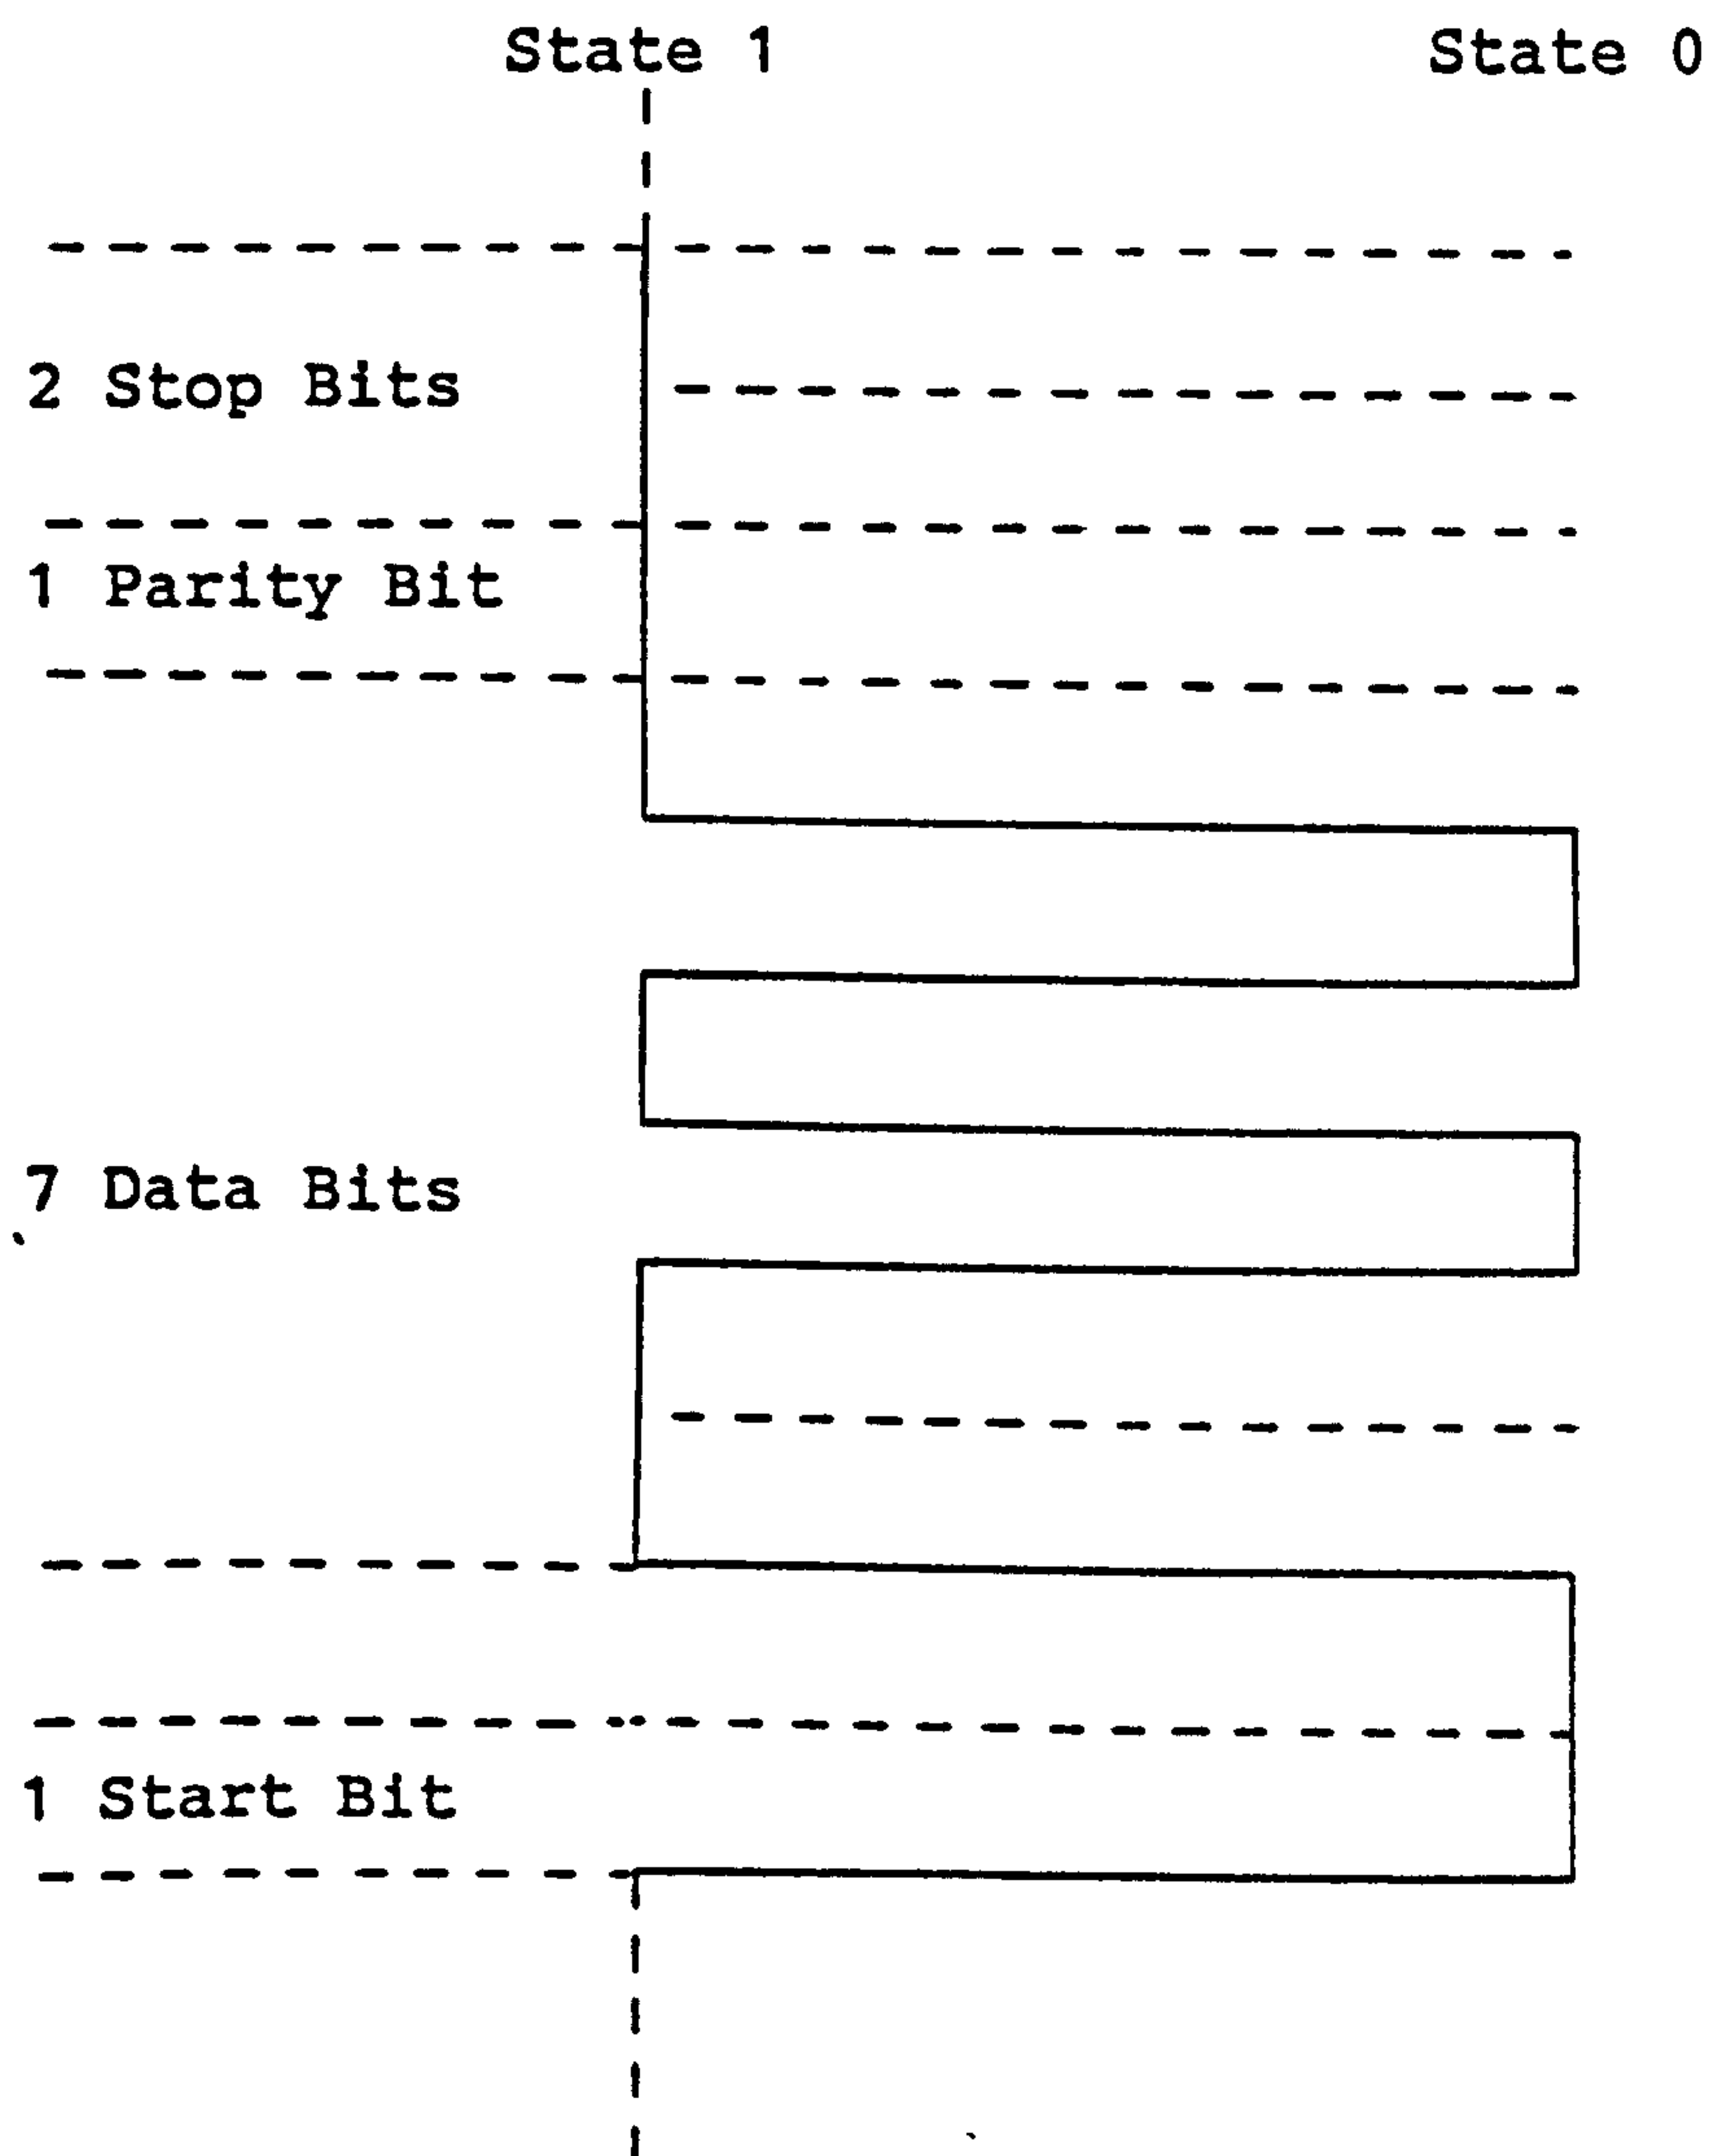 State 1 State 0
2 Stop Bits
1 Parity Bit
7 Data Bits
1 Start Bit